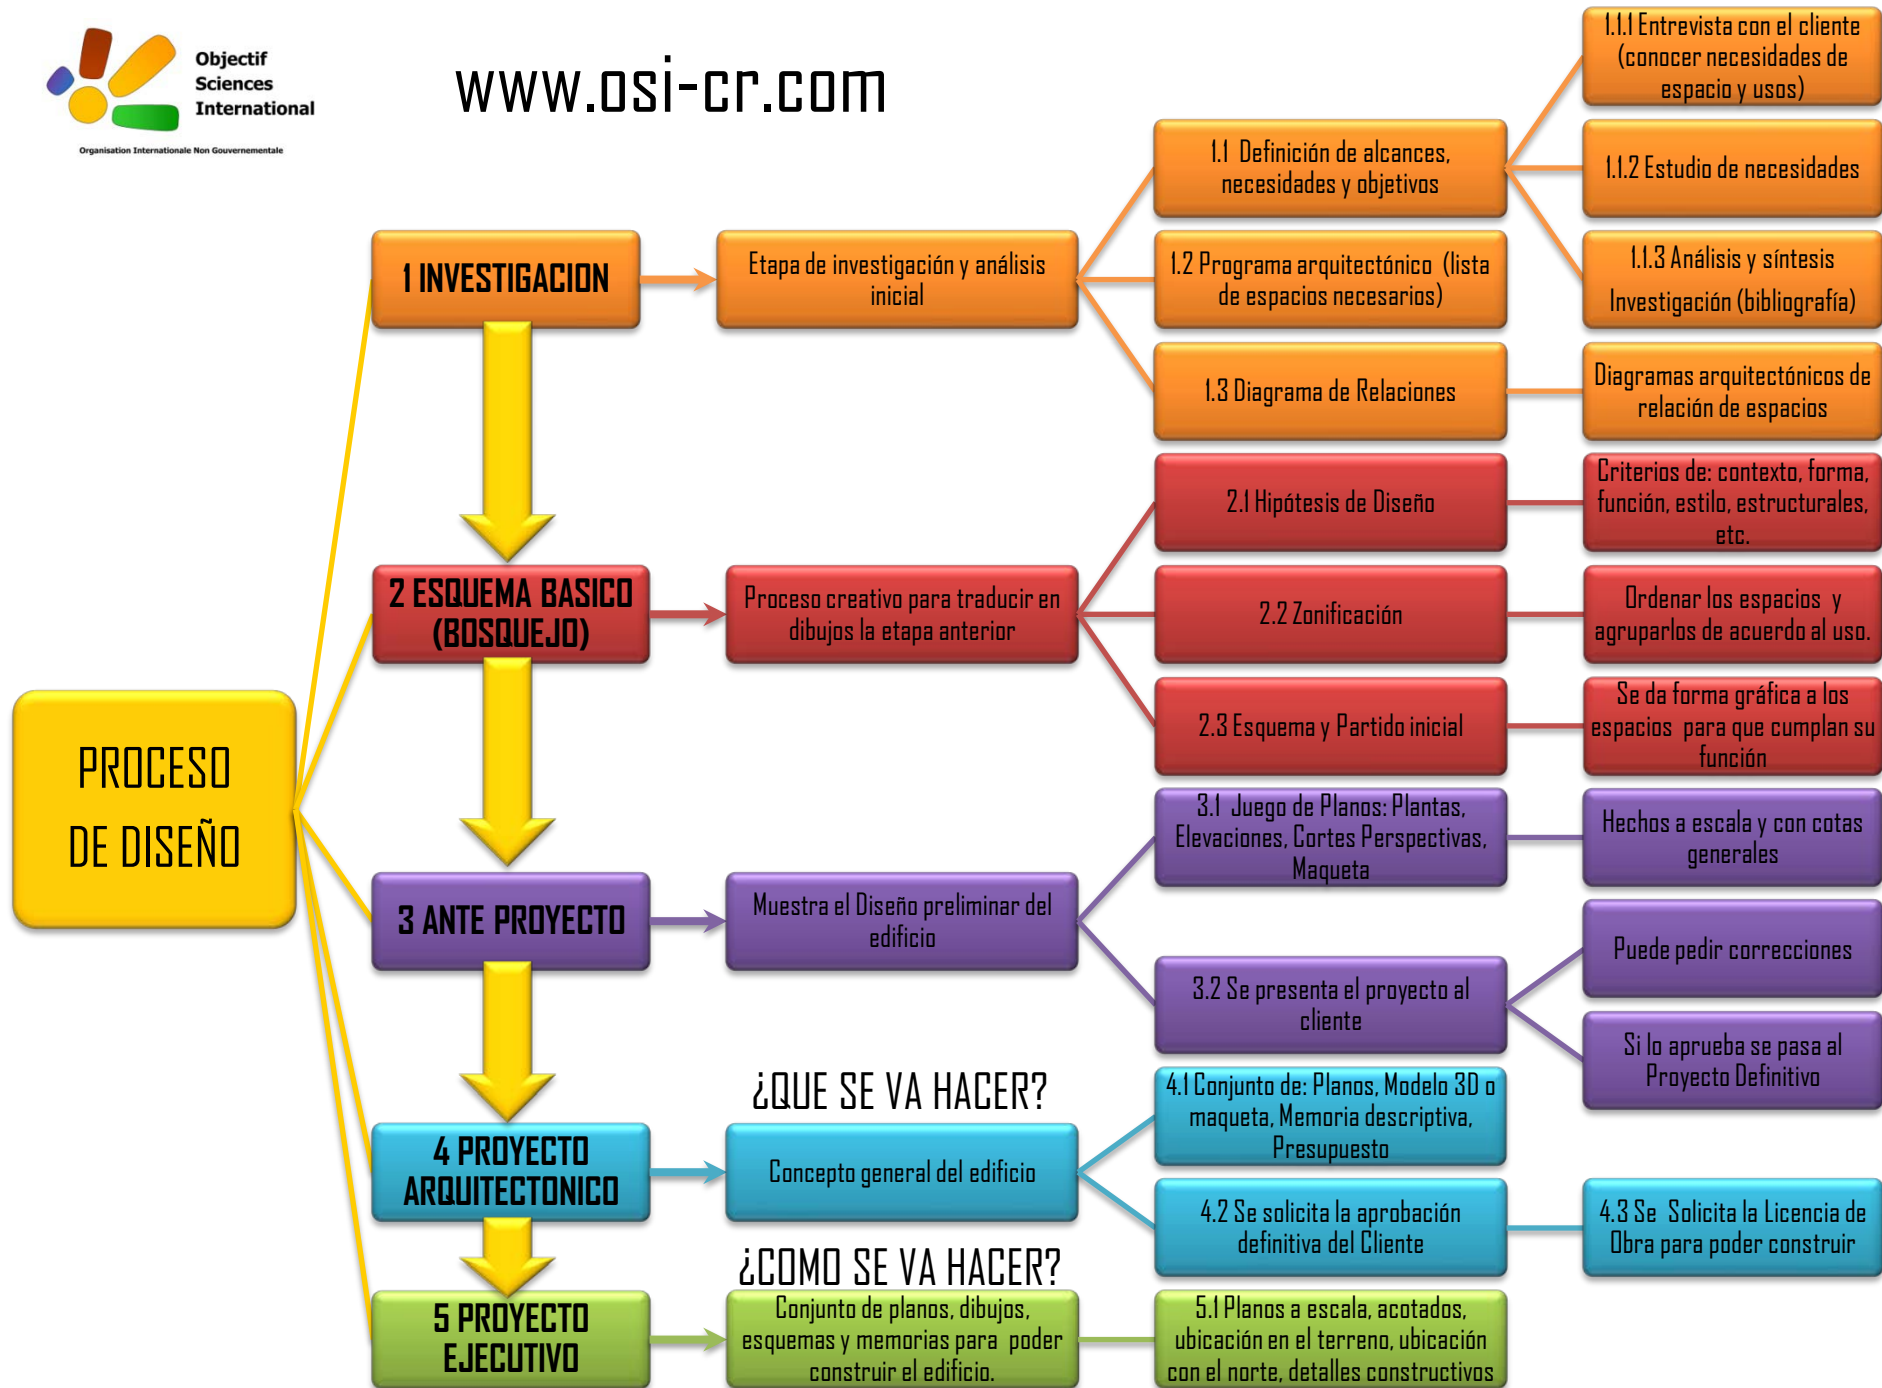 Objectif
Sciences
International
Organisation Internationale Non Gouvernementale
www.osi-cr.com
PROCESO
DE DISEÑO
1 INVESTIGACION
Etapa de investigación y análisis
inicial
1.1 Definición de alcances,
necesidades y objetivos
1.1.1 Entrevista con el cliente
(conocer necesidades de
espacio y usos)
1.1.2 Estudio de necesidades
1.1.3 Análisis y síntesis
Investigación (bibliografía)
1.2 Programa arquitectónico (lista
de espacios necesarios)
1.3 Diagrama de Relaciones
Diagramas arquitectónicos de
relación de espacios
2 ESQUEMA BASICO
(BOSQUEJO)
Proceso creativo para traducir en
dibujos la etapa anterior
2.1 Hipótesis de Diseño
Criterios de: contexto, forma,
función, estilo, estructurales,
etc.
2.2 Zonificación
Ordenar los espacios y
agruparlos de acuerdo al uso.
2.3 Esquema y Partido inicial
Se da forma gráfica a los
espacios para que cumplan su
función
3 ANTE PROYECTO
Muestra el Diseño preliminar del
edificio
3.1 Juego de Planos: Plantas,
Elevaciones, Cortes Perspectivas,
Maqueta
Hechos a escala y con cotas
generales
3.2 Se presenta el proyecto al
cliente
Puede pedir correcciones
Si lo aprueba se pasa al
Proyecto Definitivo
¿QUE SE VA HACER?
4 PROYECTO
ARQUITECTONICO
Concepto general del edificio
4.1 Conjunto de: Planos, Modelo 3D o
maqueta, Memoria descriptiva,
Presupuesto
4.2 Se solicita la aprobación
definitiva del Cliente
4.3 Se Solicita la Licencia de
Obra para poder construir
¿COMO SE VA HACER?
5 PROYECTO
EJECUTIVO
Conjunto de planos, dibujos,
esquemas y memorias para poder
construir el edificio.
5.1 Planos a escala, acotados,
ubicación en el terreno, ubicación
con el norte, detalles constructivos